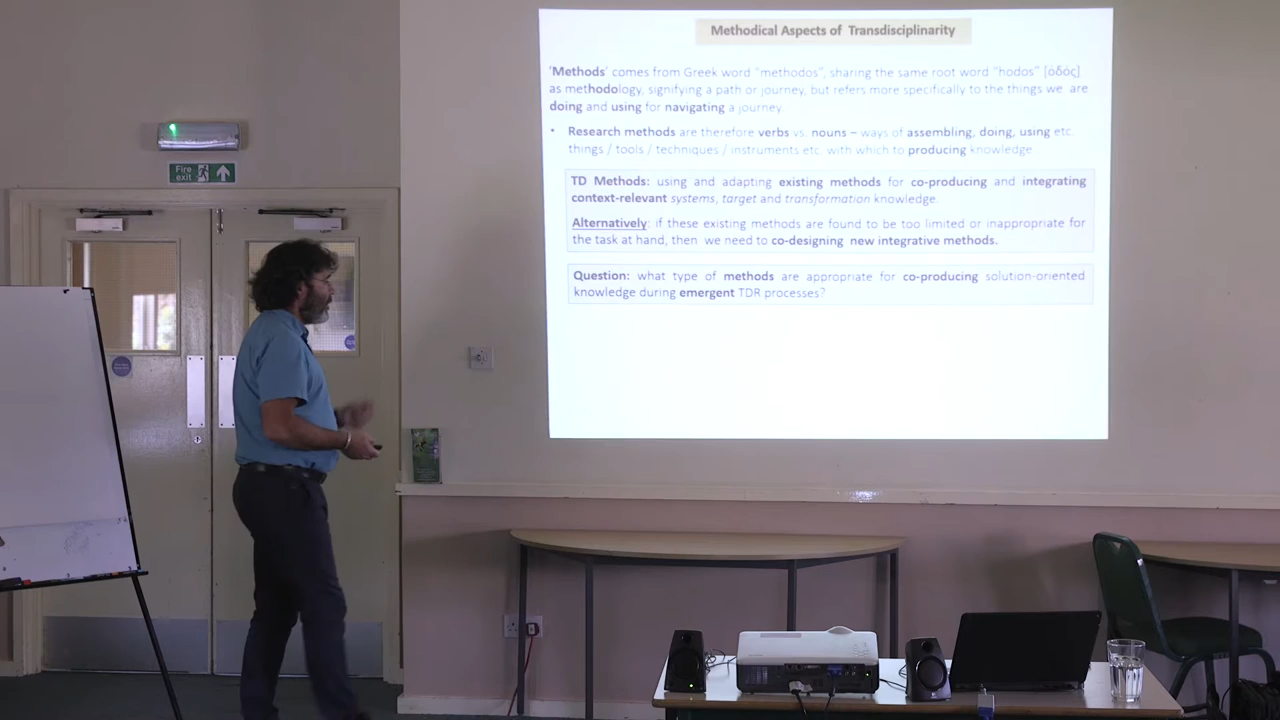 Methodical Aspects of Transdisciplinarity
'Methods' comes from Greek word "methodos", sharing the same root word "hodos" [ὁδός]
as methodology, signifying a path or journey, but refers more specifically to the things we are
doing and using for navigating a journey.
• Research methods are therefore verbs vs. nouns – ways of assembling, doing, using etc.
things / tools / techniques / instruments etc. with which to producing knowledge.
TD Methods: using and adapting existing methods for co-producing and integrating
context-relevant systems, target and transformation knowledge.
Alternatively: if these existing methods are found to be too limited or inappropriate for
the task at hand, then we need to co-designing new integrative methods.
Question: what type of methods are appropriate for co-producing solution-oriented
knowledge during emergent TDR processes?
Fire
exit